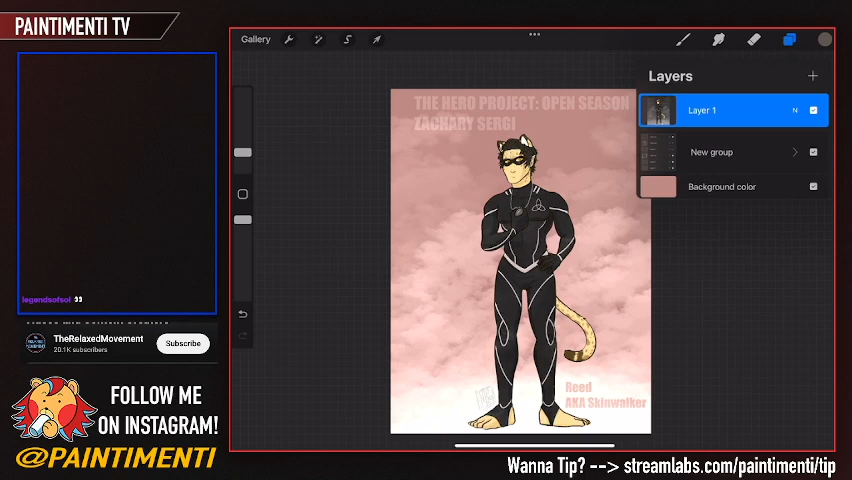 PAINTIMENTI TV
Gallery
Layers
Layer 1
N
New group
Background color
THE HERO PROJECT: OPEN SEASON
ZACHARY SERGI
Reed
AKA Skinwalker
legendsofsol
TheRelaxedMovement
20.1K subscribers
Subscribe
FOLLOW ME
ON INSTAGRAM!
@PAINTIMENTI
Wanna Tip? --> streamlabs.com/paintimenti/tip